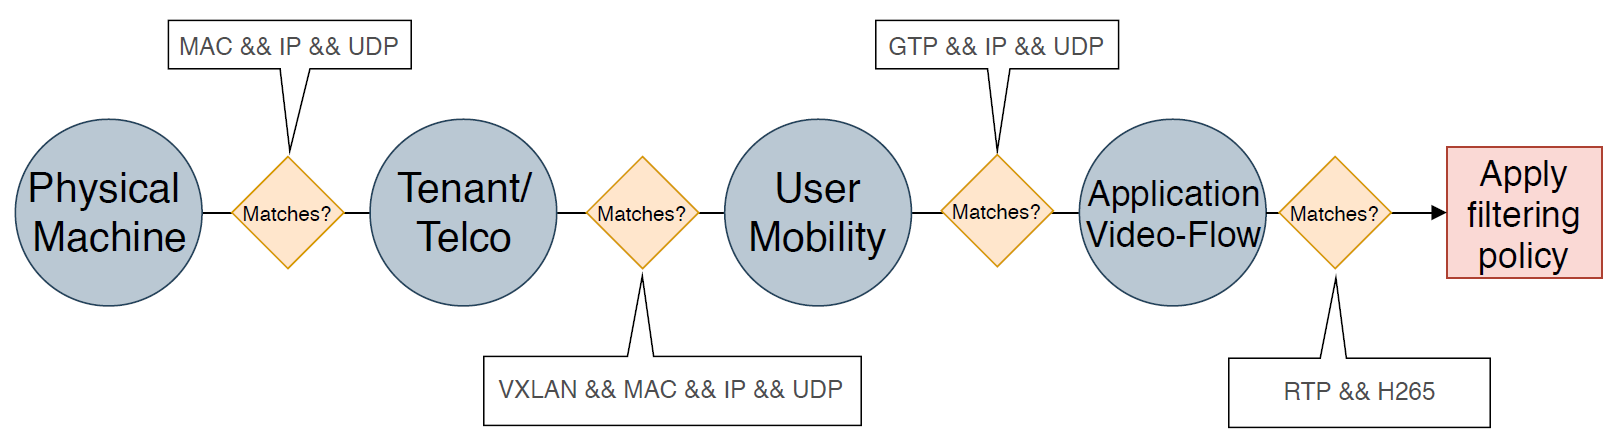 MAC && IP && UDP
GTP && IP && UDP
Physical
Machine
Matches?
Tenant/
Telco
Matches?
User
Mobility
Matches?
Application
Video-Flow
Matches?
Apply
filtering
policy
VXLAN && MAC && IP && UDP
RTP && H265